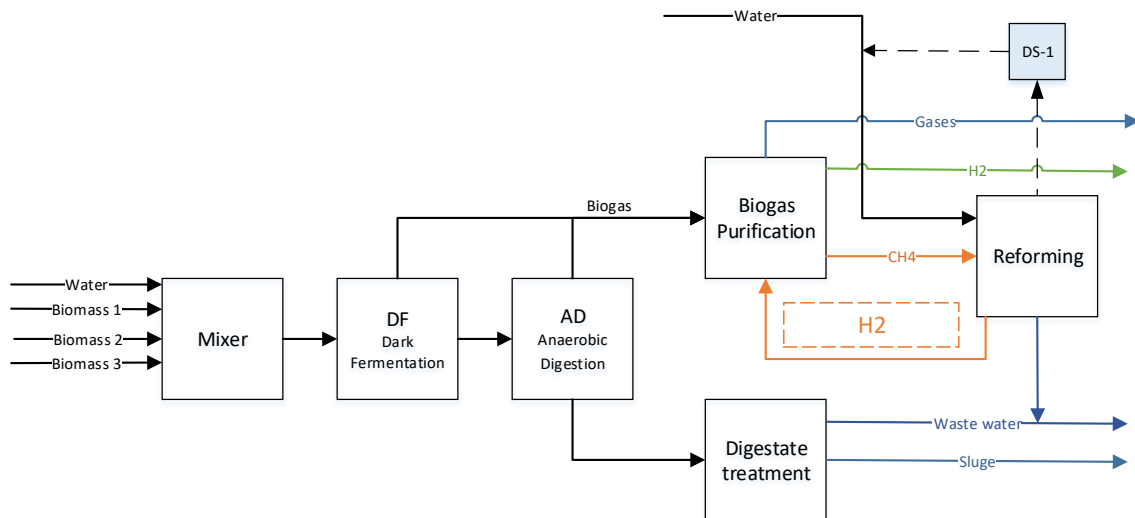 Water
DS-1
Gases
H2
Biogas
Biogas
Purification
CH4
Reforming
Water
Biomass 1
Biomass 2
Biomass 3
Mixer
DF
Dark
Fermentation
AD
Anaerobic
Digestion
H2
Digestate
treatment
Waste water
Sluge